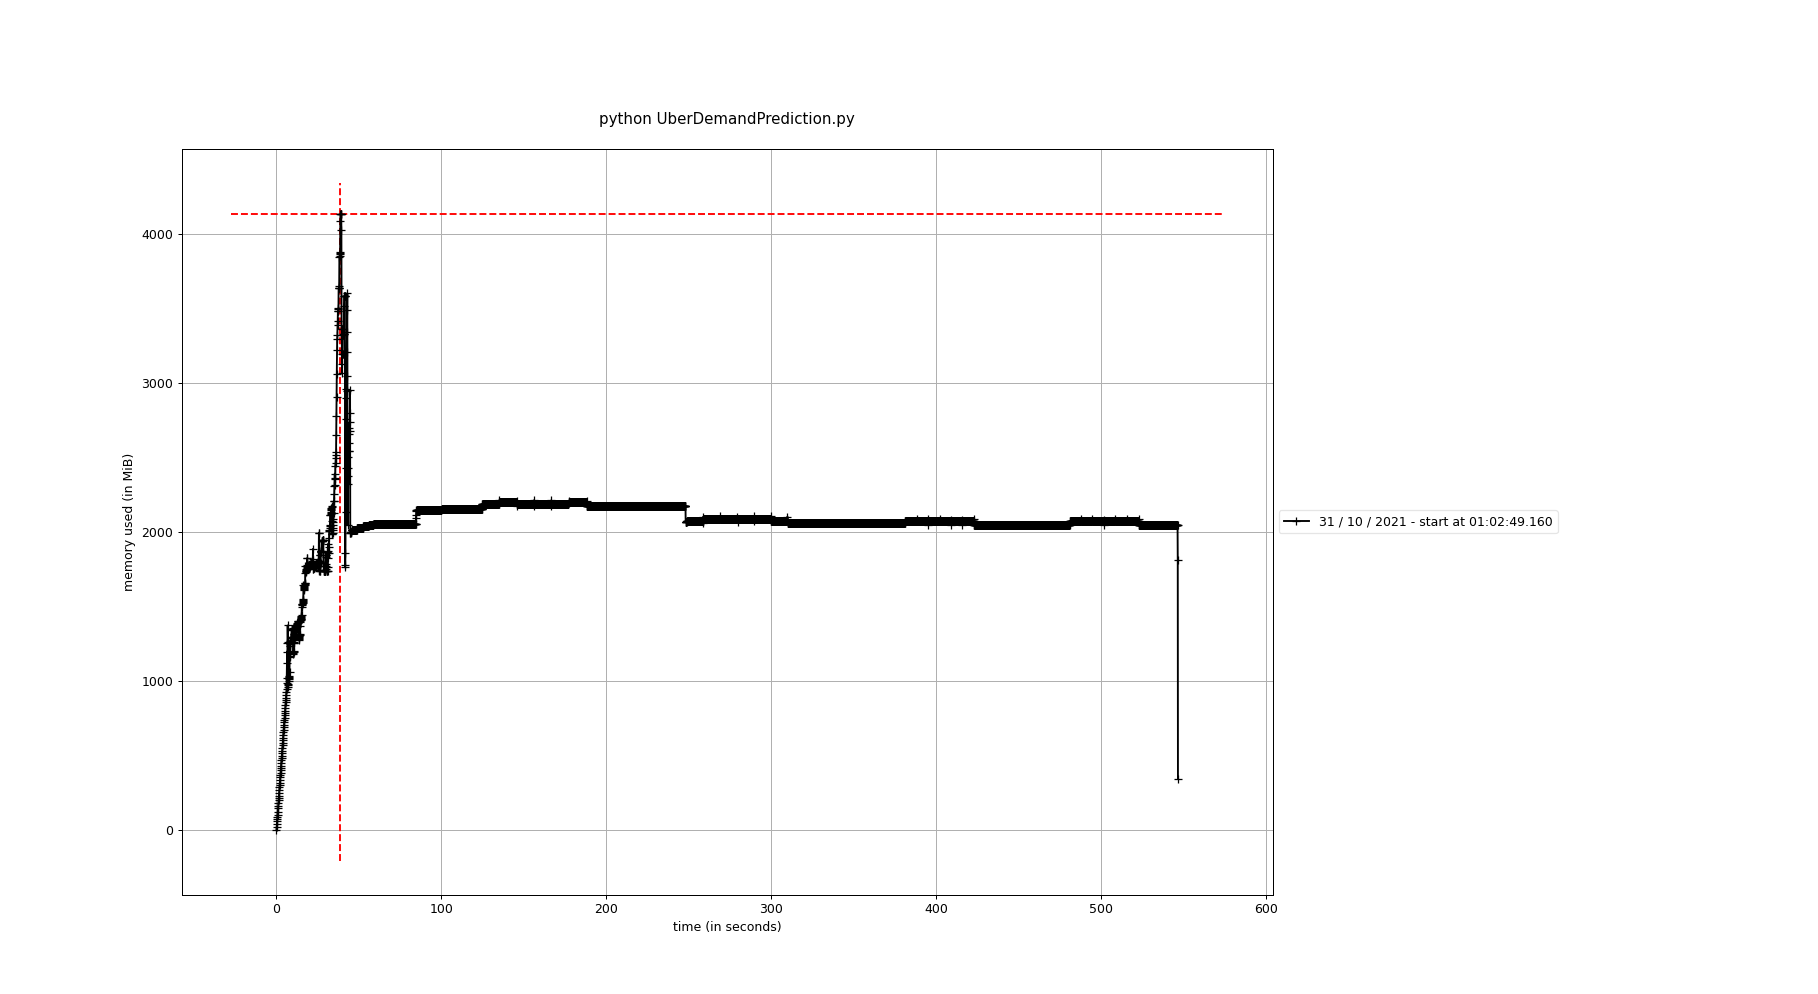 python UberDemandPrediction.py
4000
3000
2000
1000
0
memory used (in MiB)
0 100 200 300 400 500 600
time (in seconds)
31 / 10 / 2021 - start at 01:02:49.160